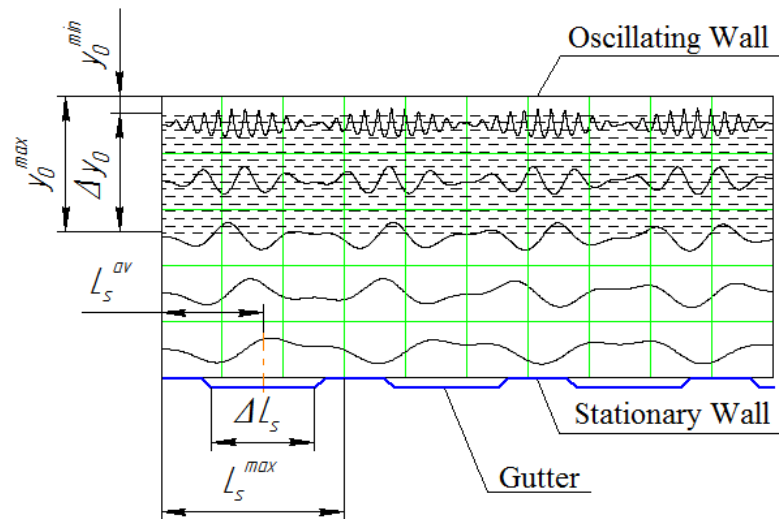 Oscillating Wall
y₀ᵐⁱⁿ
y₀ᵐᵃˣ
Δy₀
Lₛᵃᵛ
ΔLₛ
Lₛᵐᵃˣ
Stationary Wall
Gutter